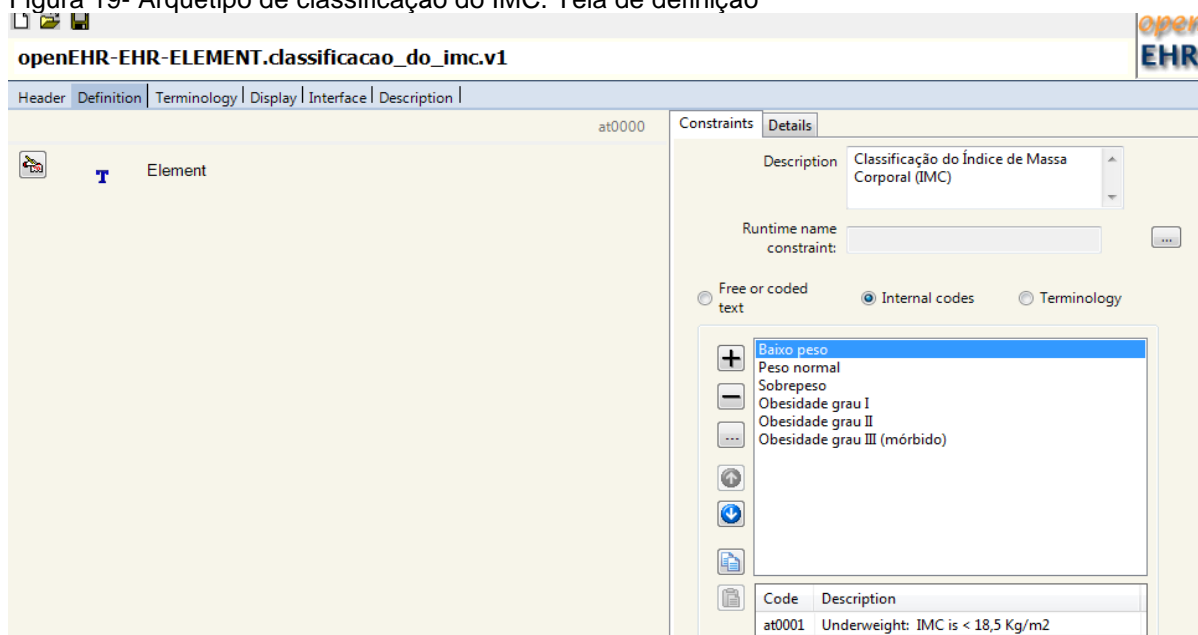 Figura 19- Arquétipo de classificação do IMC. Tela de definição
openEHR-EHR-ELEMENT.classificacao_do_imc.v1
open
EHR
Header Definition Terminology Display Interface Description
at0000
Constraints Details
T Element
Description
Classificação do Índice de Massa
Corporal (IMC)
Runtime name
constraint:
...
Free or coded
text
Internal codes
Terminology
Baixo peso
Peso normal
Sobrepeso
Obesidade grau I
Obesidade grau II
Obesidade grau III (mórbido)
...
Code Description
at0001 Underweight: IMC is < 18,5 Kg/m2